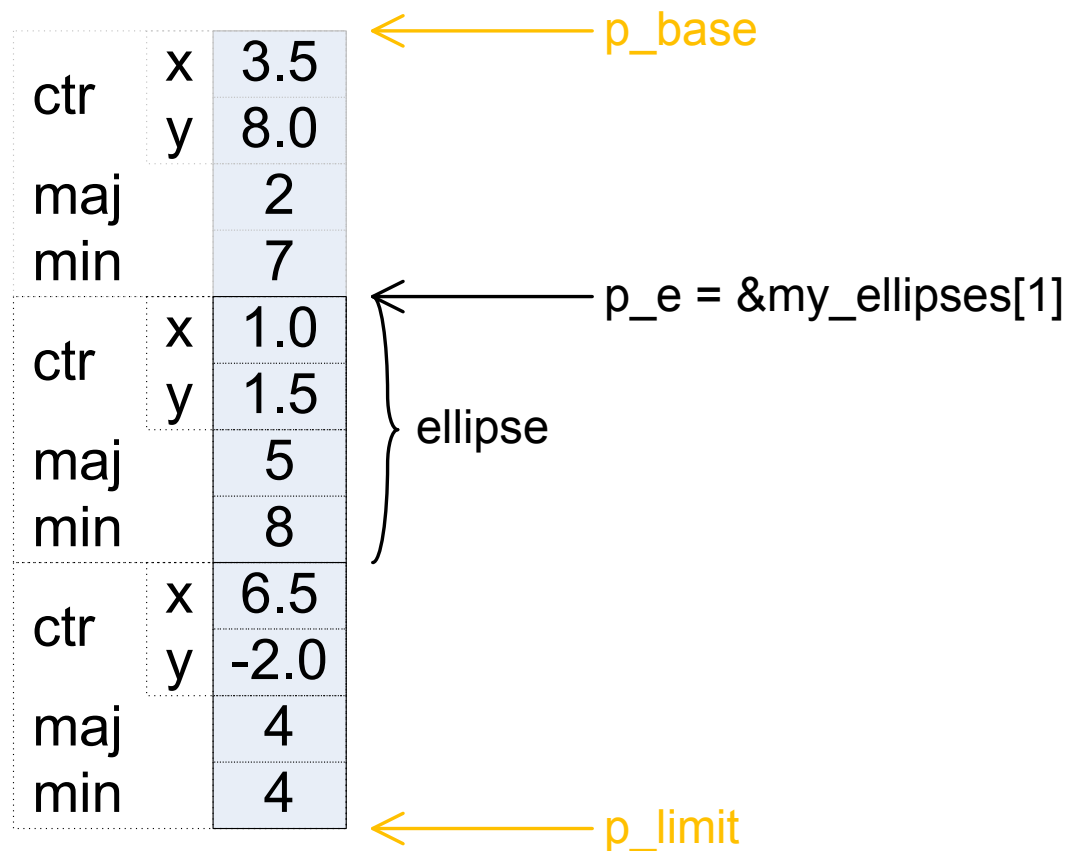 p_base
ctr x 3.5
y 8.0
maj 2
min 7
p_e = &my_ellipses[1]
ctr x 1.0
y 1.5
ellipse
maj 5
min 8
ctr x 6.5
y -2.0
maj 4
min 4
p_limit